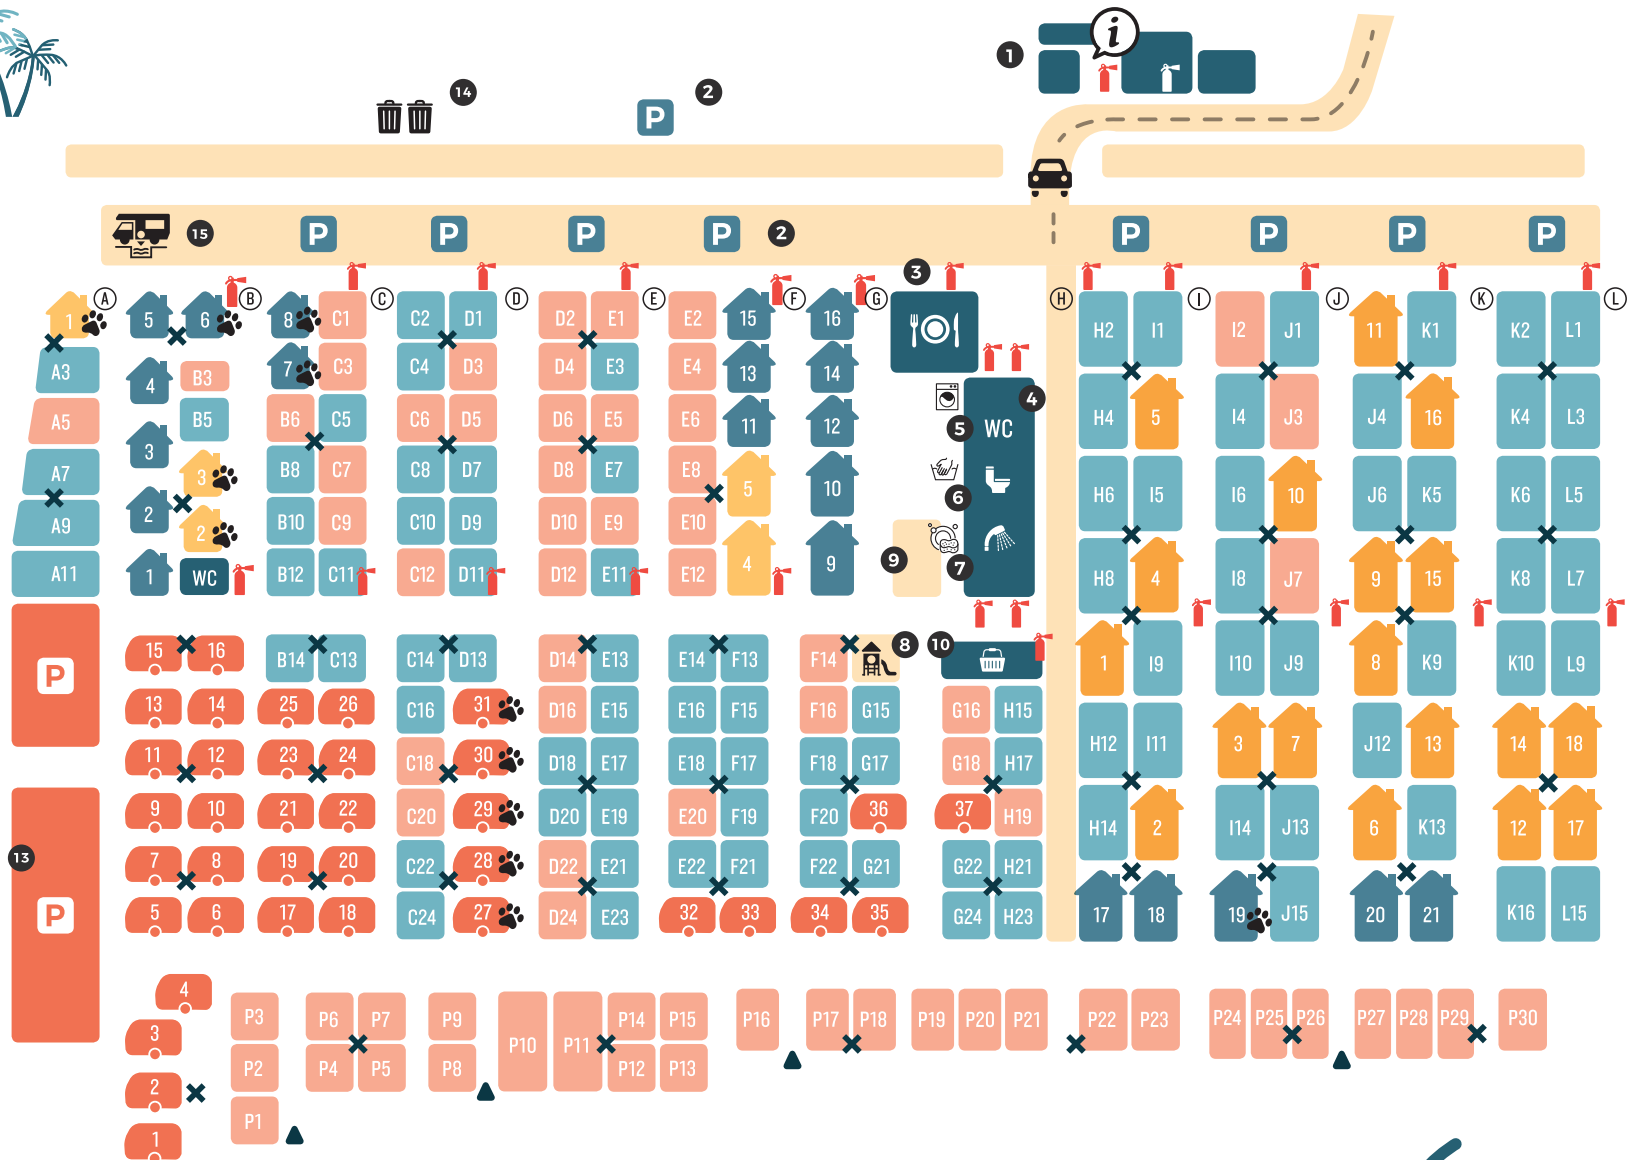 1
i
14
2
P
15
P
P
P
P
2
P
P
P
P
3
A
B
C
D
E
F
G
H
I
J
K
L
1
5
6
8
C1
C2
D1
D2
E1
E2
15
16
H2
I1
I2
J1
11
K1
K2
L1
A3
4
B3
7
C3
C4
D3
D4
E3
E4
13
14
4
A5
B5
B6
C5
C6
D5
D6
E5
E6
11
12
5
WC
H4
5
I4
J3
J4
16
K4
L3
3
A7
3
B8
C7
C8
D7
D8
E7
E8
5
10
6
H6
I5
I6
10
J6
K5
K6
L5
A9
2
2
B10
C9
C10
D9
D10
E9
E10
A11
1
WC
B12
C11
C12
D11
D12
E11
E12
4
9
9
7
H8
4
I8
J7
9
15
K8
L7
P
15
16
B14
C13
C14
D13
D14
E13
E14
F13
F14
8
10
1
I9
I10
J9
8
K9
K10
L9
13
14
25
26
C16
31
D16
E15
E16
F15
F16
G15
G16
H15
11
12
23
24
C18
30
D18
E17
E18
F17
F18
G17
G18
H17
H12
I11
3
7
J12
13
14
18
9
10
21
22
C20
29
D20
E19
E20
F19
F20
36
37
H19
H14
2
I14
J13
6
K13
12
17
13
7
8
19
20
C22
28
D22
E21
E22
F21
F22
G21
G22
H21
P
5
6
17
18
C24
27
D24
E23
32
33
34
35
G24
H23
17
18
19
J15
20
21
K16
L15
4
3
2
1
P3
P2
P1
P6
P7
P4
P5
P9
P8
P10
P11
P14
P15
P12
P13
P16
P17
P18
P19
P20
P21
P22
P23
P24
P25
P26
P27
P28
P29
P30